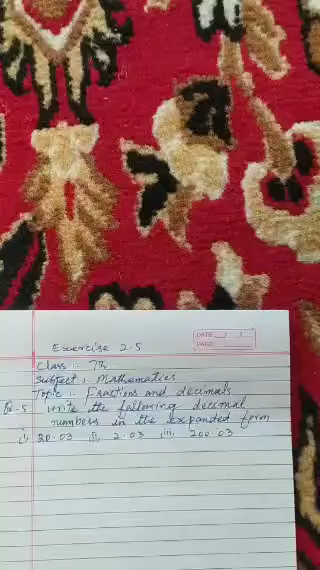 Exercise 2.5
DATE / /
PAGE
Class :- 7th
Subject : Mathematics
Topic :- Fractions and decimals
Q-5 write the following decimal
numbers in the expanded form
(i) 20.03 (ii) 2.03 (iii) 200.03